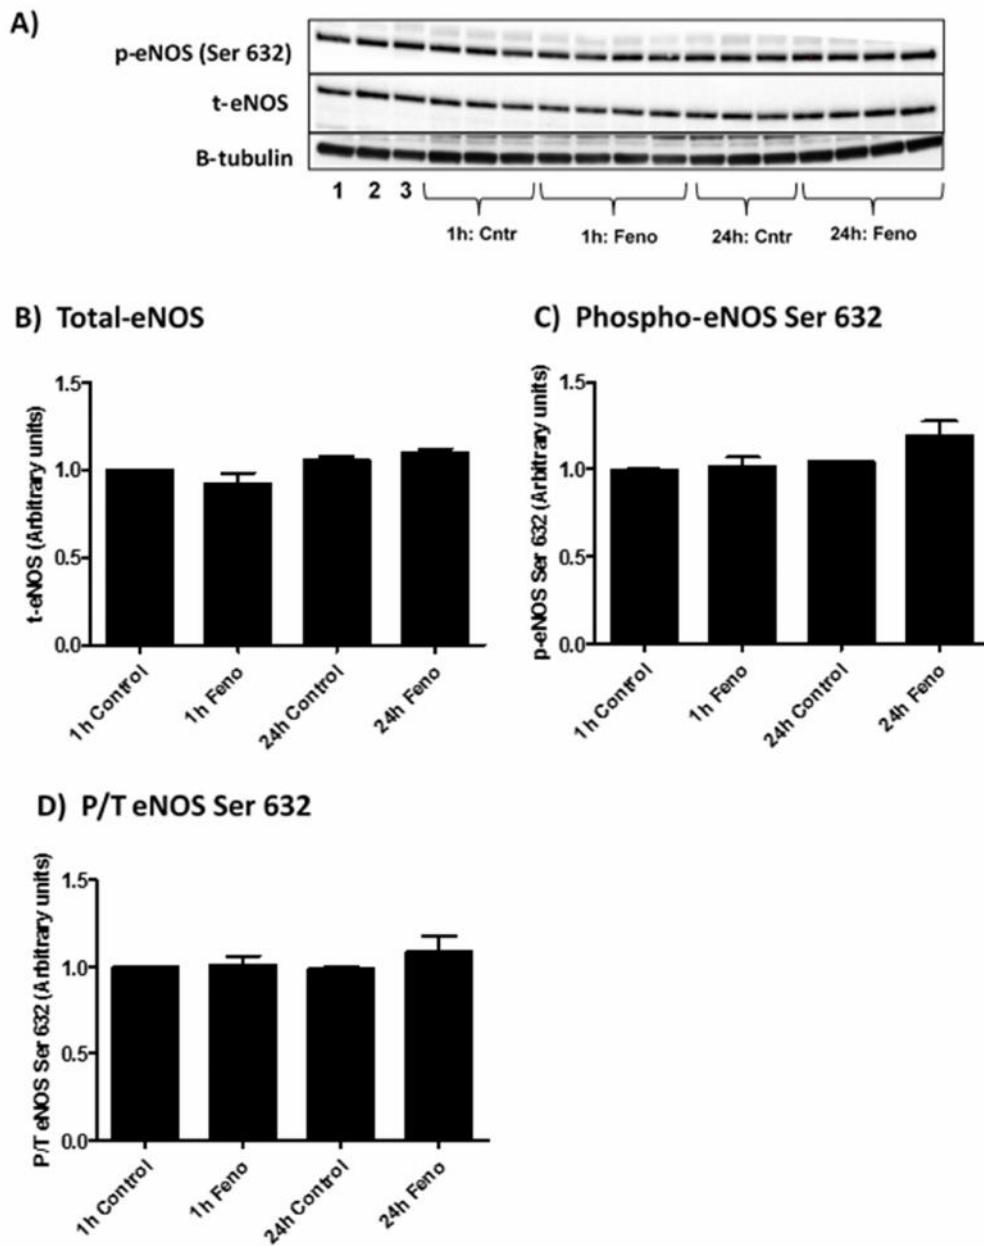 A)
p-eNOS (Ser 632)
t-eNOS
B-tubulin
1 2 3
1h: Cntr 1h: Feno 24h: Cntr 24h: Feno
B) Total-eNOS
t-eNOS (Arbitrary units)
1.5
1.0
0.5
0.0
1h Control
1h Feno
24h Control
24h Feno
C) Phospho-eNOS Ser 632
p-eNOS Ser 632 (Arbitrary units)
1.5
1.0
0.5
0.0
1h Control
1h Feno
24h Control
24h Feno
D) P/T eNOS Ser 632
P/T eNOS Ser 632 (Arbitrary units)
1.5
1.0
0.5
0.0
1h Control
1h Feno
24h Control
24h Feno